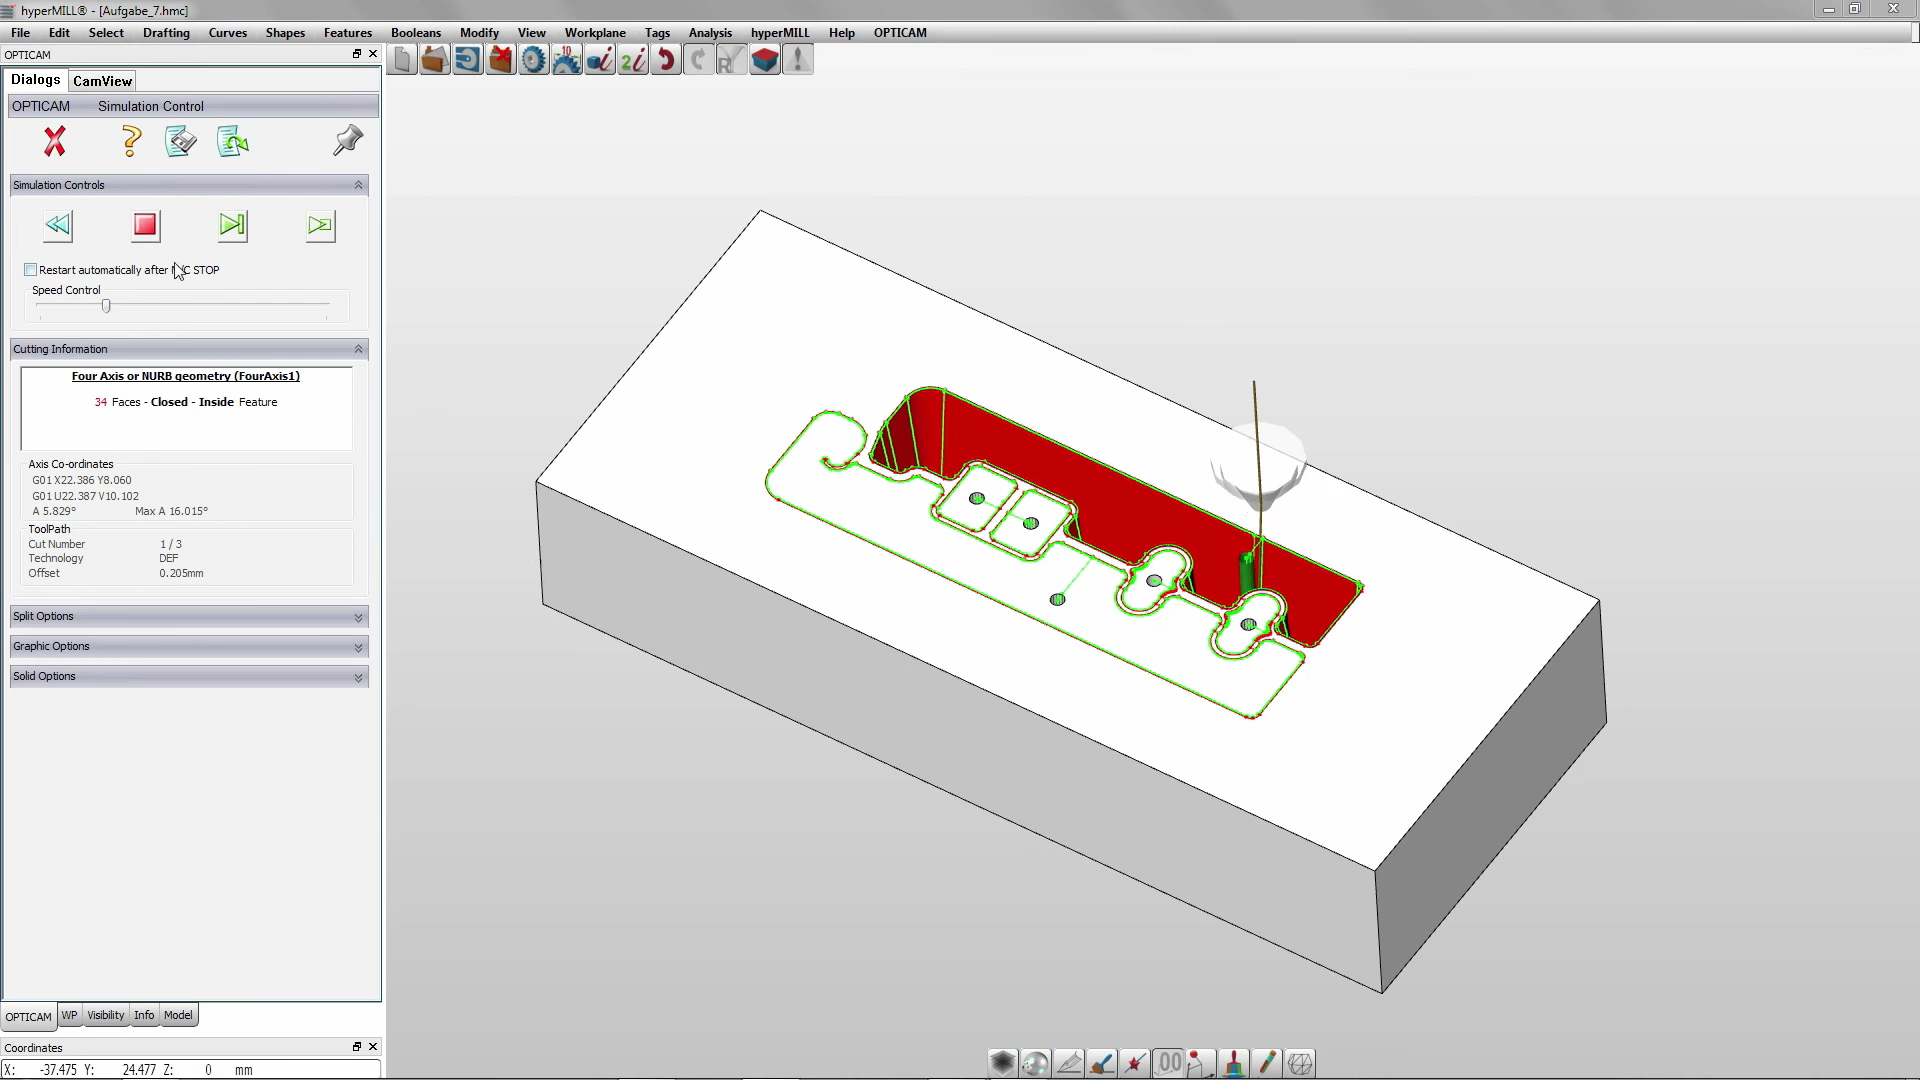 hyperMILL® - [Aufgabe_7.hmc]
File Edit Select Drafting Curves Shapes Features Booleans Modify View Workplane Tags Analysis hyperMILL Help OPTICAM
OPTICAM
Dialogs CamView
OPTICAM Simulation Control
Simulation Controls
Restart automatically after STOP
Speed Control
Cutting Information
Four Axis or NURB geometry (FourAxis1)
34 Faces - Closed - Inside Feature
Axis Co-ordinates
G01 X22.386 Y8.060
G01 U22.387 V10.102
A 5.829° Max A 16.015°
ToolPath
Cut Number 1 / 3
Technology DEF
Offset 0.205mm
Split Options
Graphic Options
Solid Options
OPTICAM WP Visibility Info Model
Coordinates
X: -37.475 Y: 24.477 Z: 0 mm